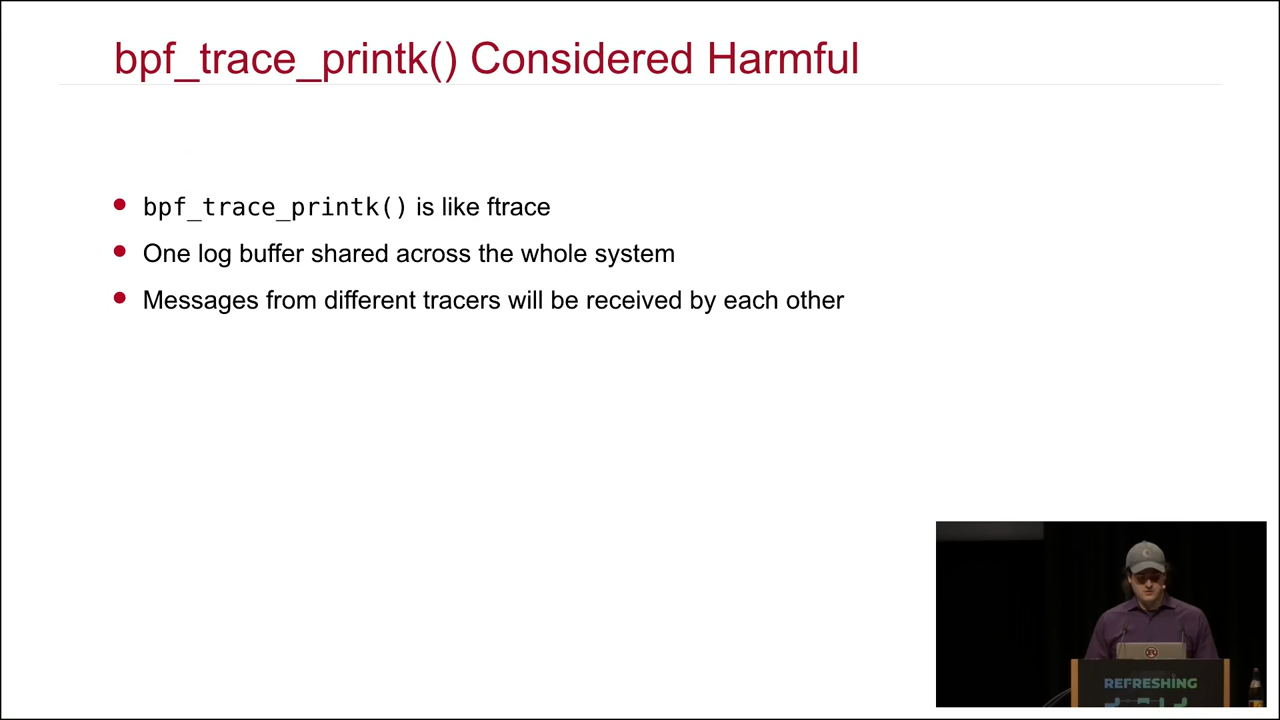 bpf_trace_printk() Considered Harmful
bpf_trace_printk() is like ftrace
One log buffer shared across the whole system
Messages from different tracers will be received by each other
REFRESHING